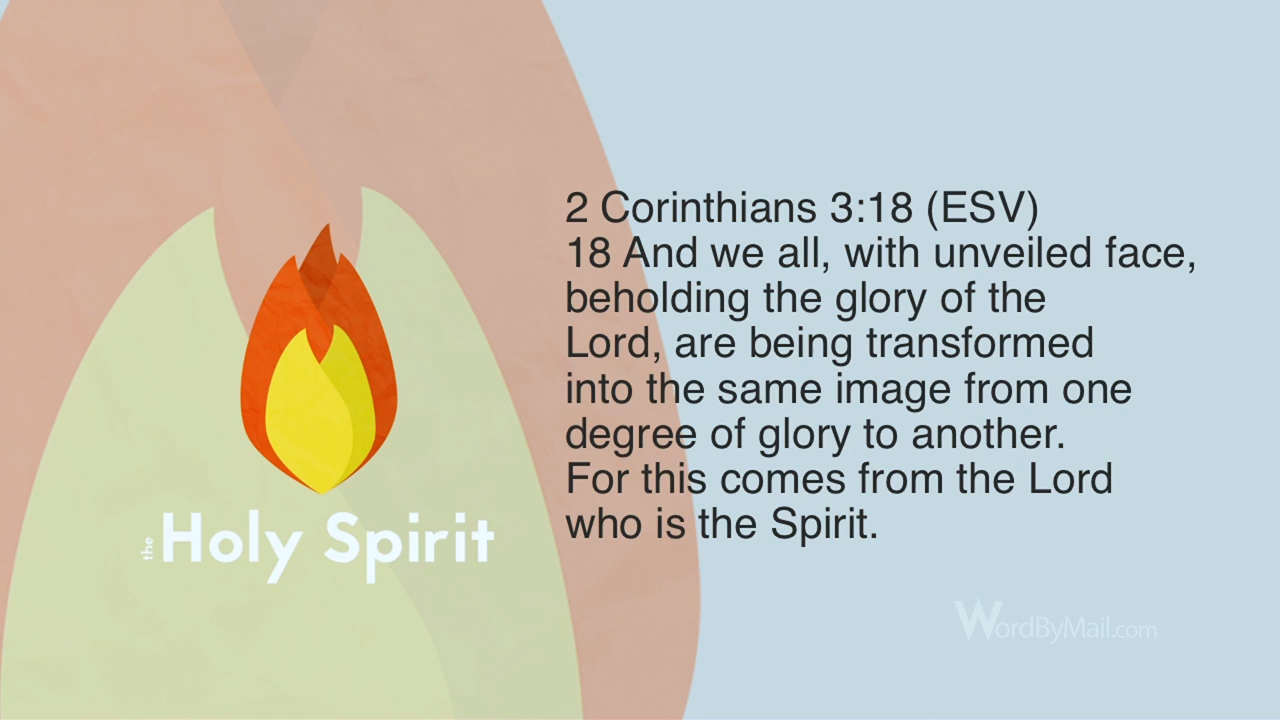 the Holy Spirit
2 Corinthians 3:18 (ESV)
18 And we all, with unveiled face,
beholding the glory of the
Lord, are being transformed
into the same image from one
degree of glory to another.
For this comes from the Lord
who is the Spirit.
WordByMail.com